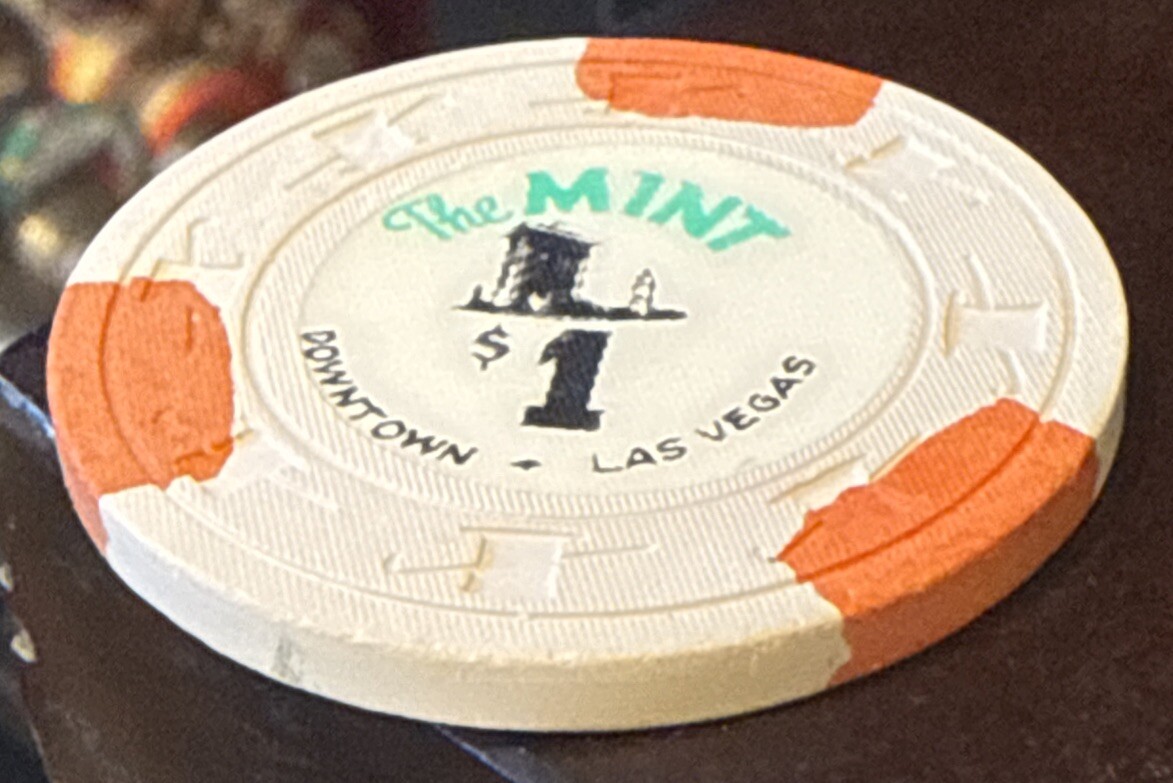 The MINT
$1
DOWNTOWN • LAS VEGAS